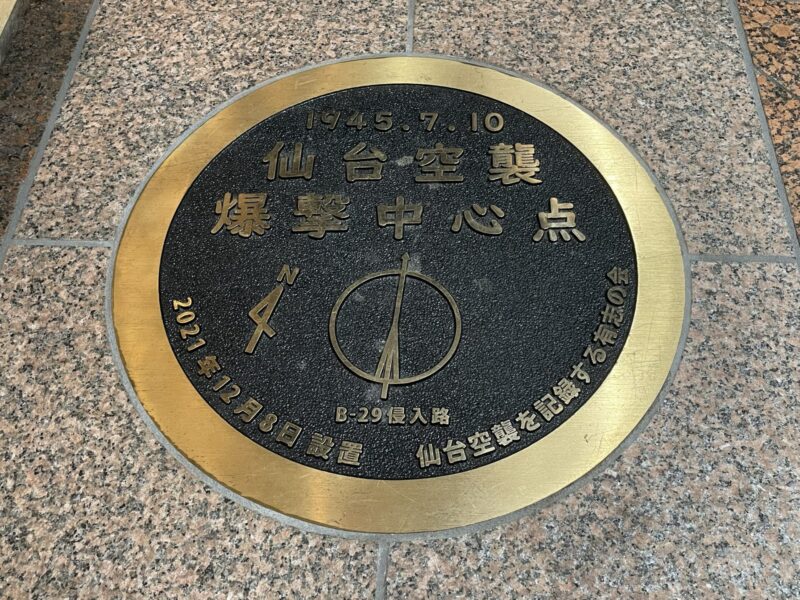 1945.7.10
仙台空襲
爆撃中心点
N
B-29侵入路
2021年12月8日 設置
仙台空襲を記録する有志の会